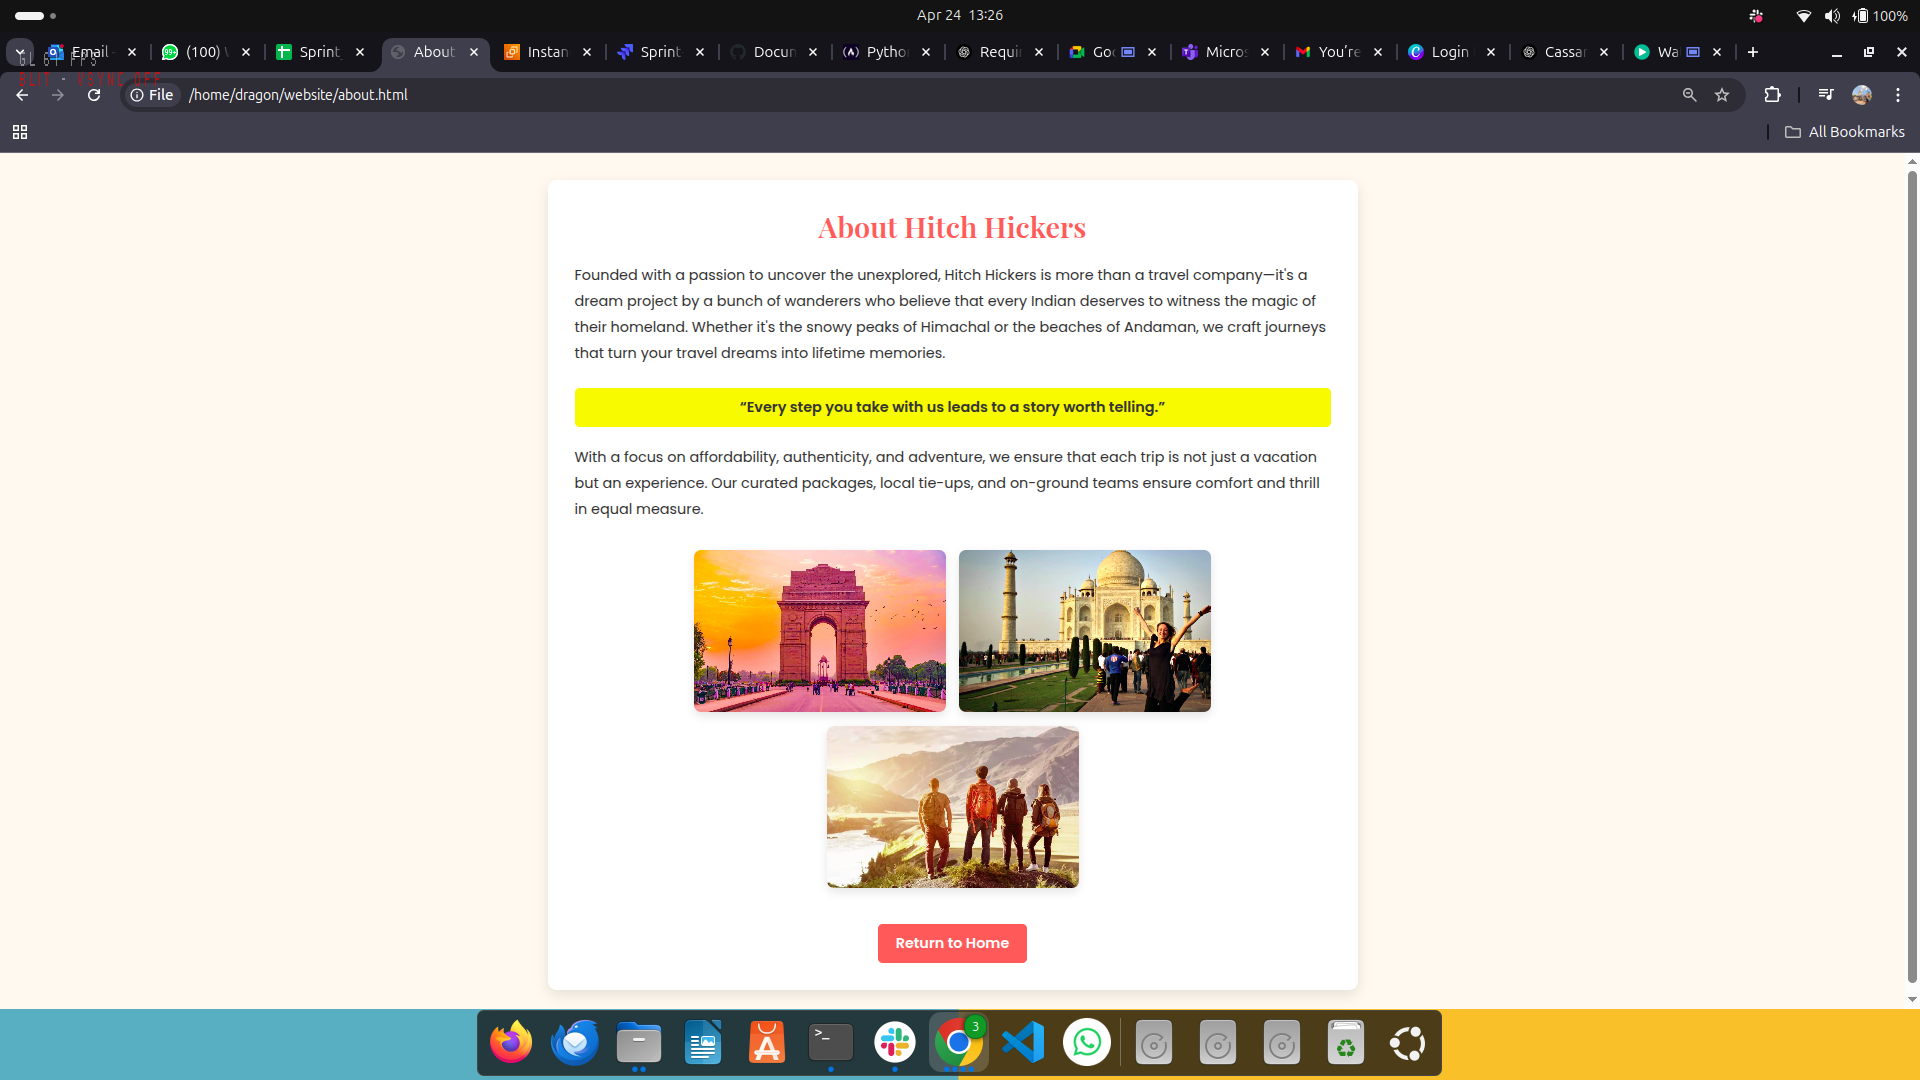 Apr 24 13:26
100%
Email
(100)
Sprint
About
Instan
Sprint
Docun
Pytho
Requi
Goo
Micros
You're
Login
Cassar
Wa
BLIT - VSYNC OFF
File
/home/dragon/website/about.html
All Bookmarks
About Hitch Hickers
Founded with a passion to uncover the unexplored, Hitch Hickers is more than a travel company—it's a
dream project by a bunch of wanderers who believe that every Indian deserves to witness the magic of
their homeland. Whether it's the snowy peaks of Himachal or the beaches of Andaman, we craft journeys
that turn your travel dreams into lifetime memories.
“Every step you take with us leads to a story worth telling.”
With a focus on affordability, authenticity, and adventure, we ensure that each trip is not just a vacation
but an experience. Our curated packages, local tie-ups, and on-ground teams ensure comfort and thrill
in equal measure.
Return to Home
3